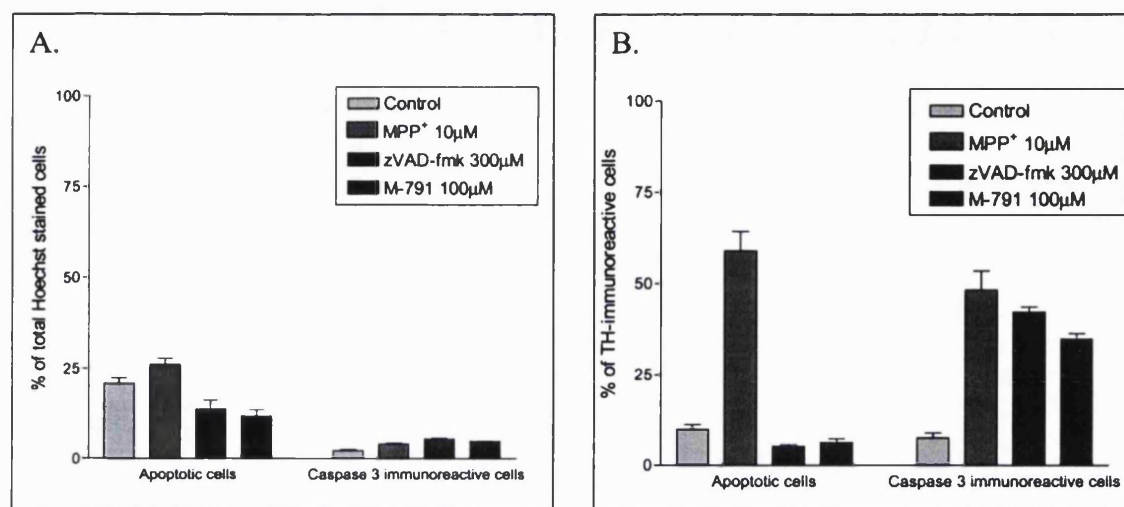 A.
% of total Hoechst stained cells
100
75
50
25
0
Control
MPP⁺ 10µM
zVAD-fmk 300µM
M-791 100µM
Apoptotic cells
Caspase 3 immunoreactive cells
B.
% of TH-immunoreactive cells
100
75
50
25
0
Control
MPP⁺ 10µM
zVAD-fmk 300µM
M-791 100µM
Apoptotic cells
Caspase 3 immunoreactive cells